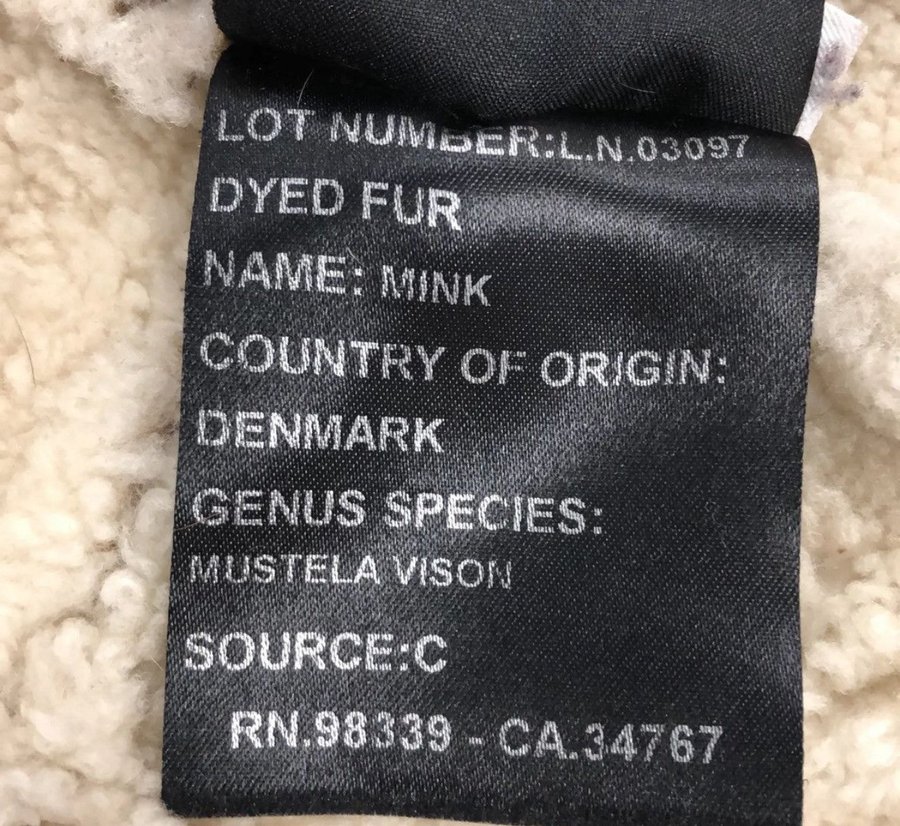 LOT NUMBER:L.N.03097
DYED FUR
NAME: MINK
COUNTRY OF ORIGIN:
DENMARK
GENUS SPECIES:
MUSTELA VISON
SOURCE:C
RN.98339 - CA.34767